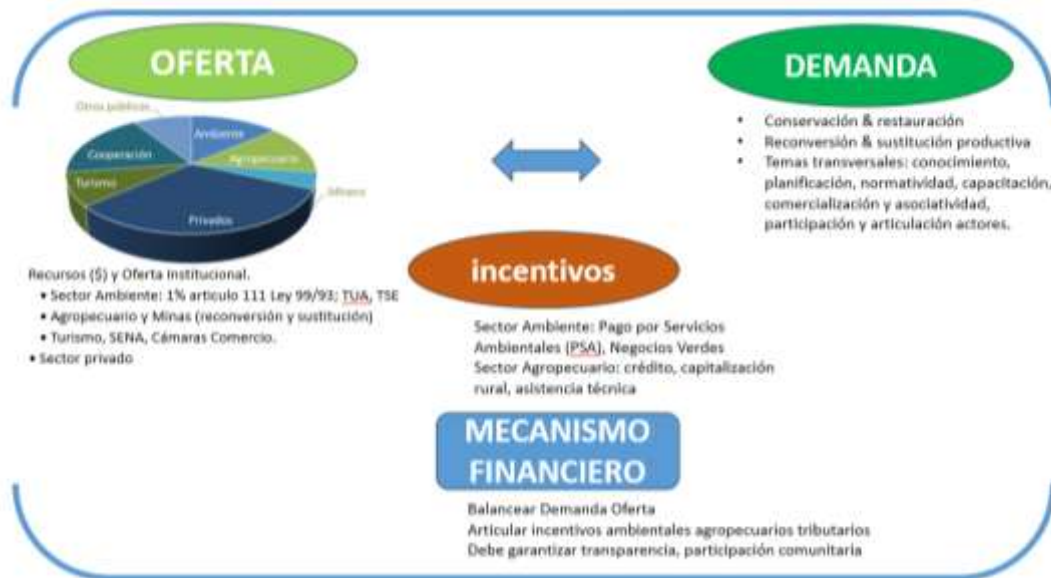 OFERTA
Otros públicos
Ambiente
Cooperación
Agropecuario
Turismo
Minero
Privados
Recursos ($) y Oferta Institucional.
• Sector Ambiente: 1% articulo 111 Ley 99/93; TUA, TSE
• Agropecuario y Minas (reconversión y sustitución)
• Turismo, SENA, Cámaras Comercio.
• Sector privado
DEMANDA
• Conservación & restauración
• Reconversión & sustitución productiva
• Temas transversales: conocimiento,
planificación, normatividad, capacitación,
comercialización y asociatividad,
participación y articulación actores.
incentivos
Sector Ambiente: Pago por Servicios
Ambientales (PSA), Negocios Verdes
Sector Agropecuario: crédito, capitalización
rural, asistencia técnica
MECANISMO
FINANCIERO
Balancear Demanda Oferta
Articular incentivos ambientales agropecuarios tributarios
Debe garantizar transparencia, participación comunitaria